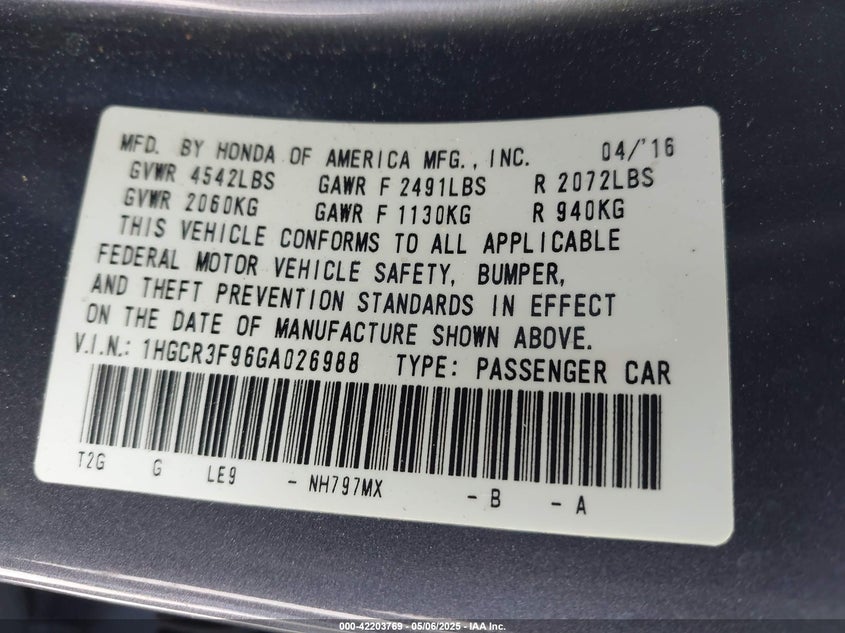 MFD. BY HONDA OF AMERICA MFG., INC. 04/'16
GVWR 4542LBS GAWR F 2491LBS R 2072LBS
GVWR 2060KG GAWR F 1130KG R 940KG
THIS VEHICLE CONFORMS TO ALL APPLICABLE
FEDERAL MOTOR VEHICLE SAFETY, BUMPER,
AND THEFT PREVENTION STANDARDS IN EFFECT
ON THE DATE OF MANUFACTURE SHOWN ABOVE.
V.I.N.: 1HGCR3F96GA026988 TYPE: PASSENGER CAR
T2G G LE9 - NH797MX - B - A
000-42203769 - 05/06/2025 - IAA Inc.